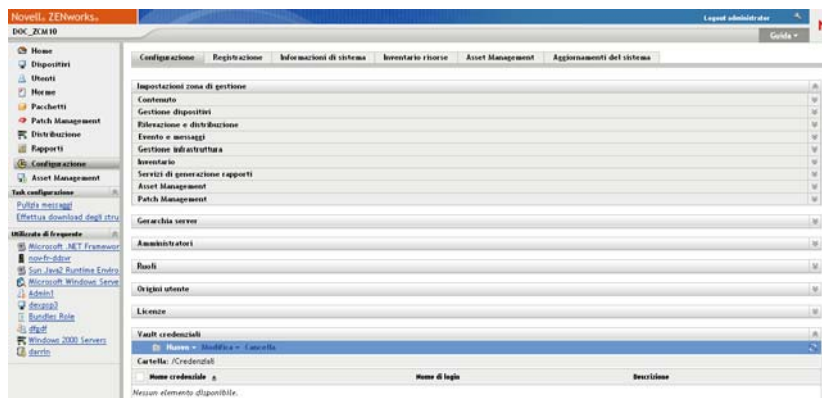 Novell® ZENworks®
Logout administrator
DOC_ZCM10
Guida
Home
Dispositivi
Utenti
Norme
Pacchetti
Patch Management
Distribuzione
Rapporti
Configurazione
Asset Management
Task configurazione
Pulizia messaggi
Effettua download degli stru
Utilizzato di frequente
Microsoft .NET Framewor
nov-fr-ddsvr
Sun Java2 Runtime Enviro
Microsoft Windows Serve
Admin1
Bundles Role
dfgdf
Windows 2000 Servers
darrin
Configurazione Registrazione Informazioni di sistema Inventario risorse Asset Management Aggiornamenti del sistema
Impostazioni zona di gestione
Contenuto
Gestione dispositivi
Rilevazione e distribuzione
Evento e messaggi
Gestione infrastruttura
Inventario
Servizi di generazione rapporti
Asset Management
Patch Management
Gerarchia server
Amministratori
Ruoli
Origini utente
Licenze
Vault credenziali
Nuovo Modifica Cancella
Cartella: /Credenziali
Nome credenziale Nome di login Descrizione
Nessun elemento disponibile.